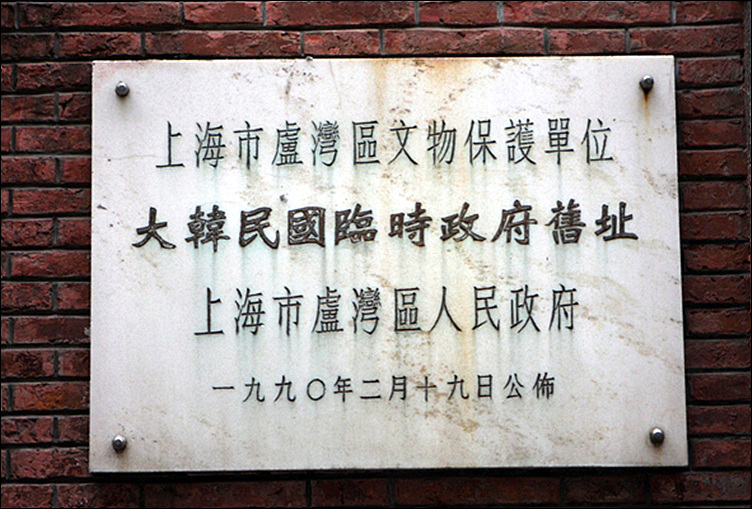 上海市盧灣區文物保護單位
大韓民國臨時政府舊址
上海市盧灣區人民政府
一九九〇年二月十九日公佈